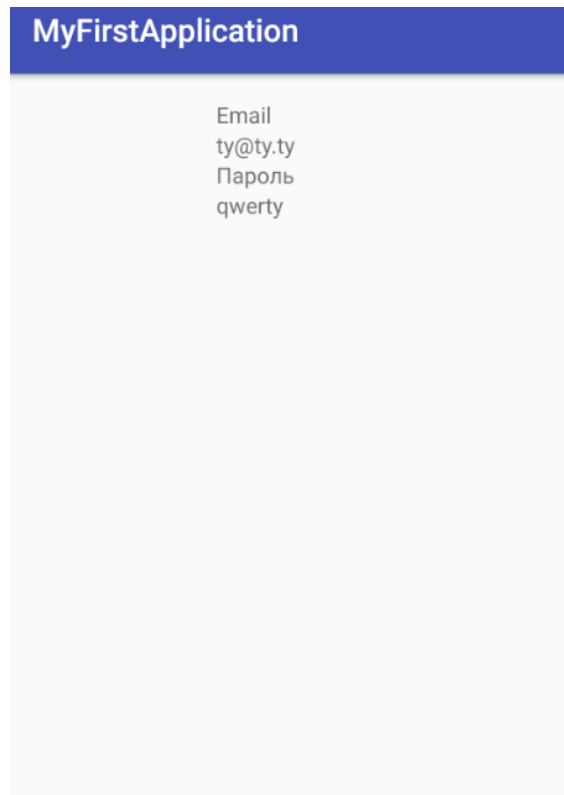 MyFirstApplication
Email
ty@ty.ty
Пароль
qwerty